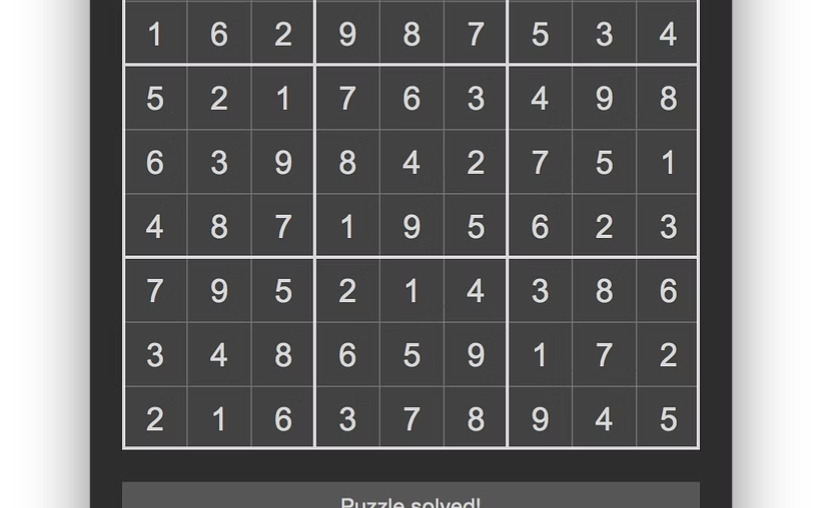 1 6 2 9 8 7 5 3 4
5 2 1 7 6 3 4 9 8
6 3 9 8 4 2 7 5 1
4 8 7 1 9 5 6 2 3
7 9 5 2 1 4 3 8 6
3 4 8 6 5 9 1 7 2
2 1 6 3 7 8 9 4 5
Puzzle solved!